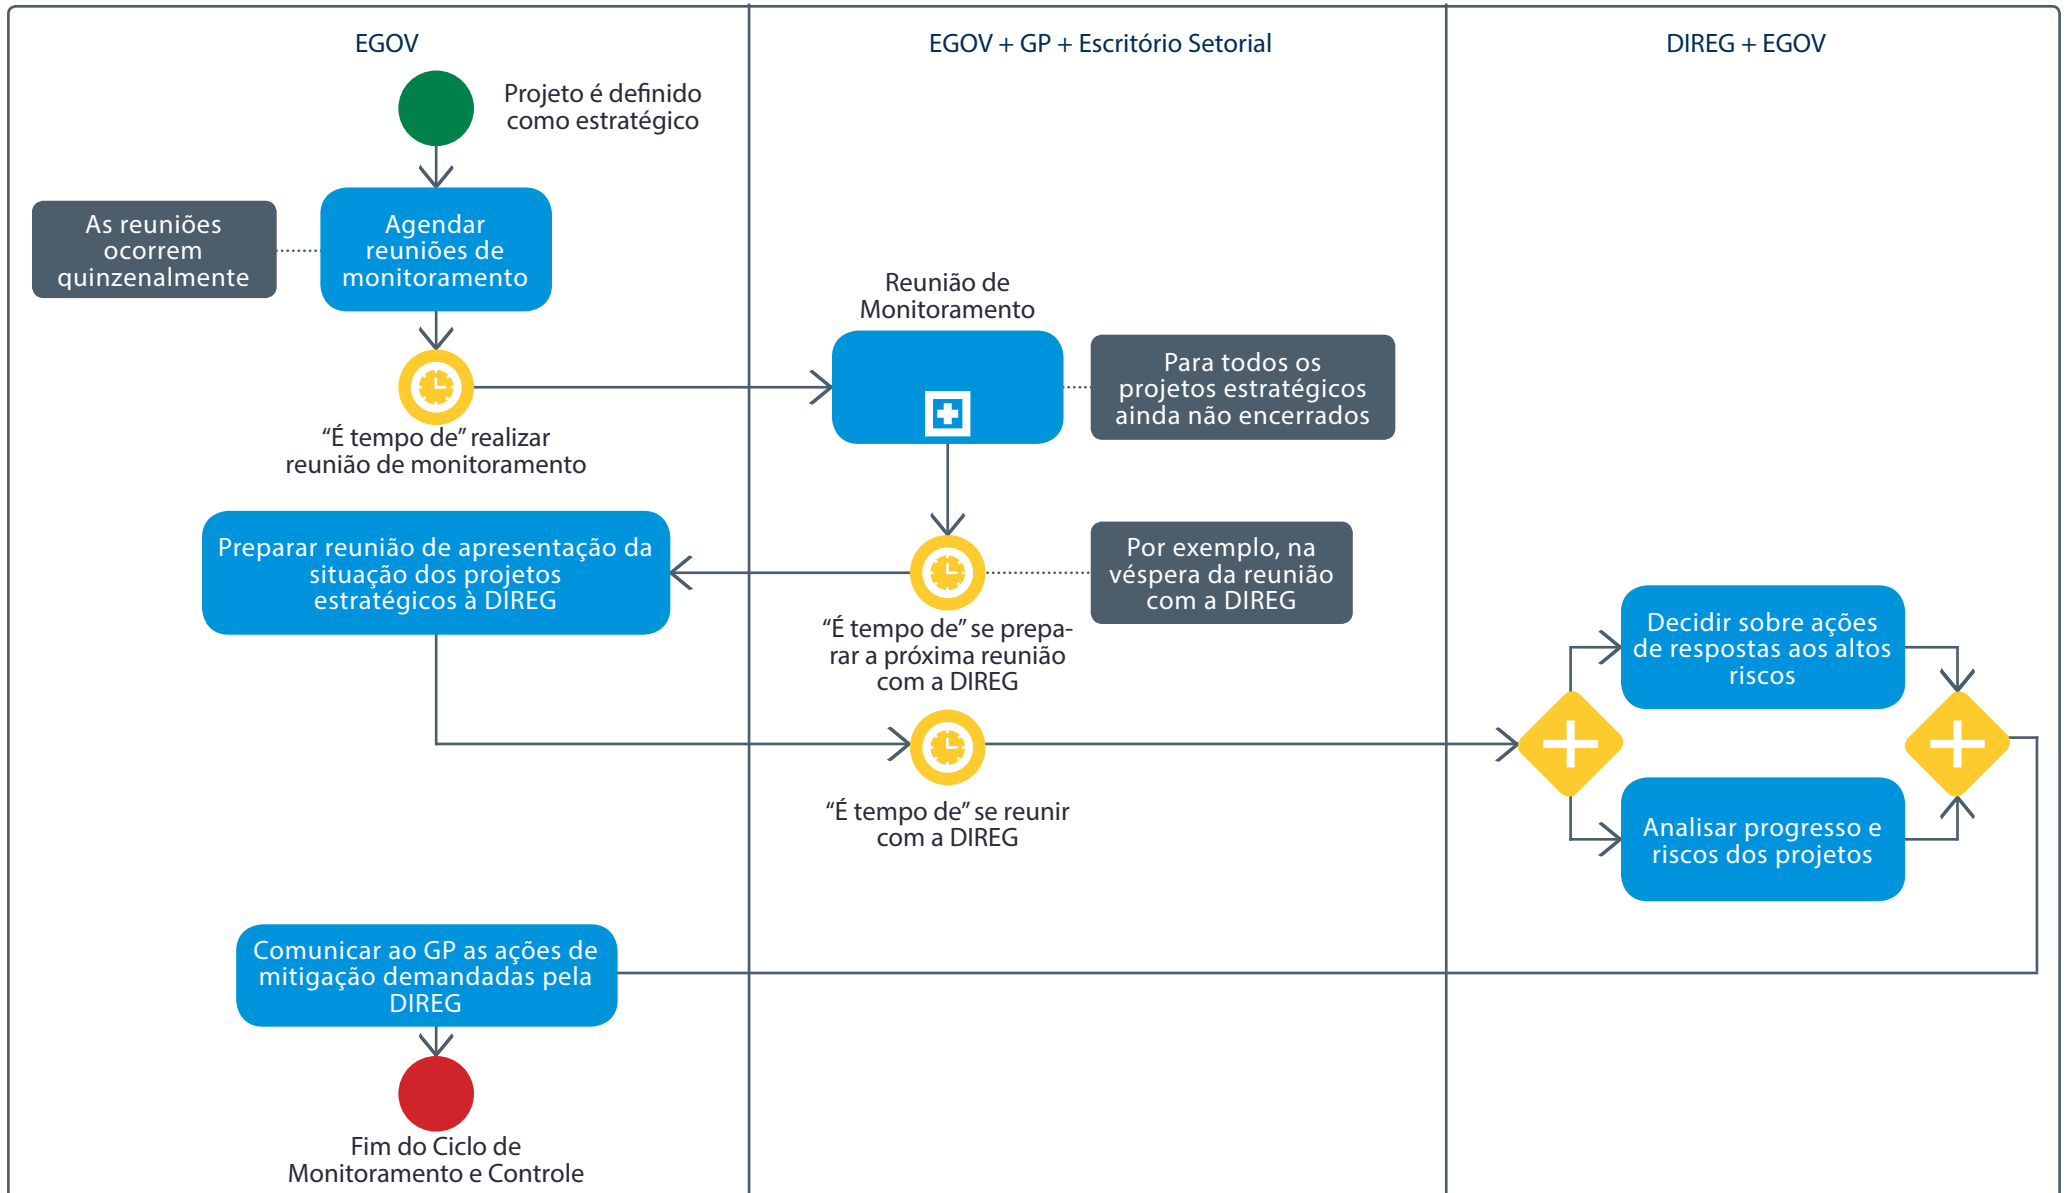 EGOV
EGOV + GP + Escritório Setorial
DIREG + EGOV
Projeto é definido
como estratégico
As reuniões
ocorrem
quinzenalmente
Agendar
reuniões de
monitoramento
“É tempo de” realizar
reunião de monitoramento
Reunião de
Monitoramento
Para todos os
projetos estratégicos
ainda não encerrados
Preparar reunião de apresentação da
situação dos projetos
estratégicos à DIREG
Por exemplo, na
véspera da reunião
com a DIREG
“É tempo de” se prepa-
rar a próxima reunião
com a DIREG
“É tempo de” se reunir
com a DIREG
Decidir sobre ações
de respostas aos altos
riscos
Analisar progresso e
riscos dos projetos
Comunicar ao GP as ações de
mitigação demandadas pela
DIREG
Fim do Ciclo de
Monitoramento e Controle